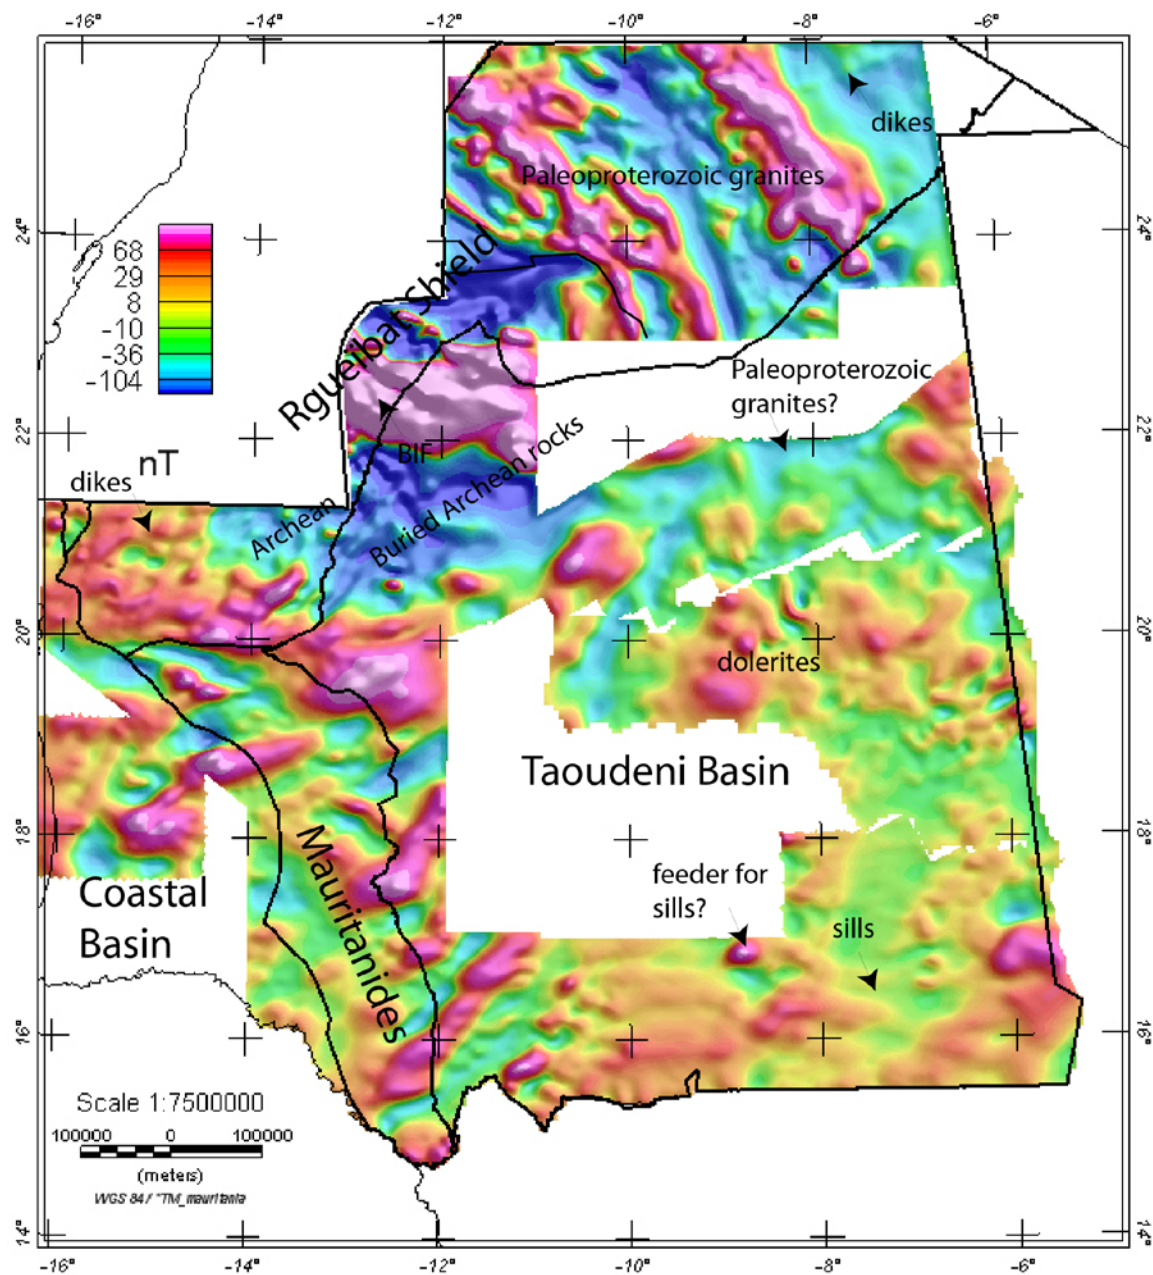 -16° -14° -12° -10° -8° -6°
dikes
Paleoproterozoic granites
24° 24°
68
29
8
-10
-36
-104
nT
Rgueibat Shield
Paleoproterozoic
granites?
22° 22°
BIF
dikes
Archean
Buried Archean rocks
20° 20°
dolerites
Taoudeni Basin
18° 18°
Mauritanides
Coastal
Basin
feeder for
sills?
sills
16° 16°
Scale 1:7500000
100000 0 100000
(meters)
WGS 84 / *TM_mauritania
14° 14°
-16° -14° -12° -10° -8° -6°